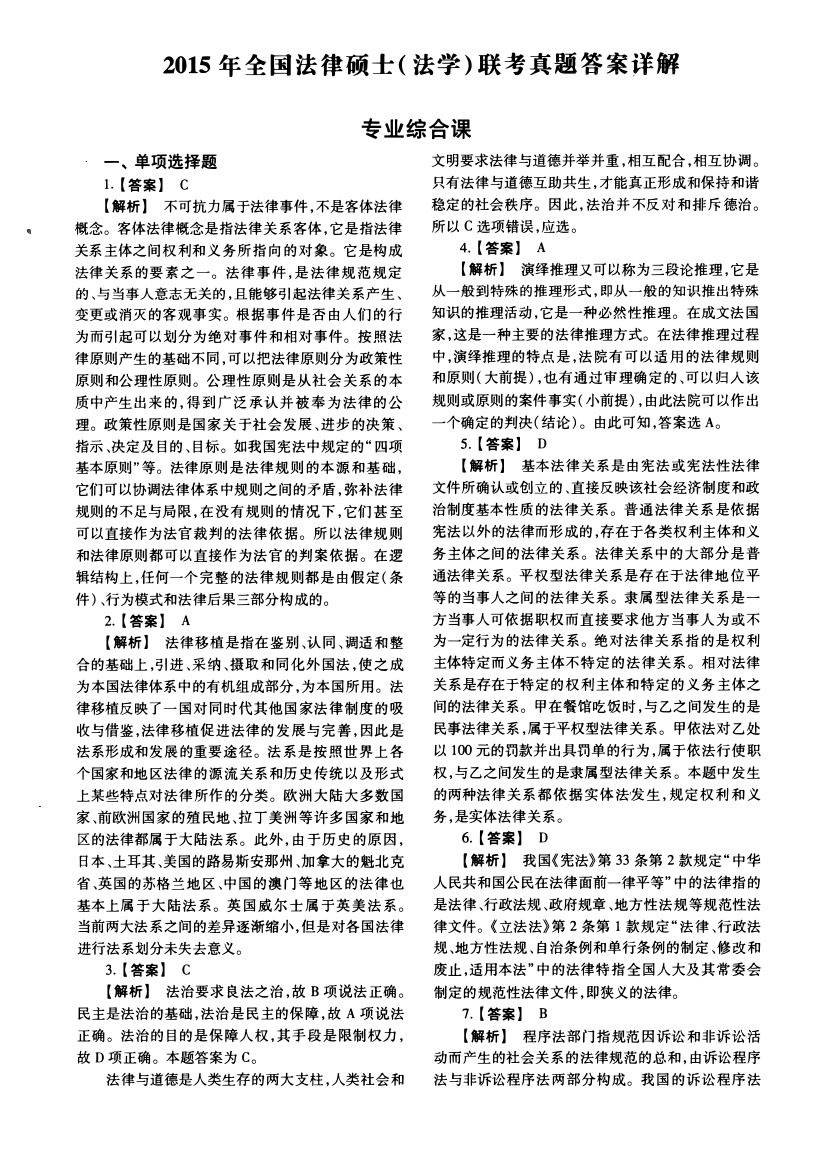 2015 年全国法律硕士(法学)联考真题答案详解
专业综合课
一、单项选择题
1.【答案】 C
【解析】 不可抗力属于法律事件,不是客体法律
概念。客体法律概念是指法律关系客体,它是指法律
关系主体之间权利和义务所指向的对象。它是构成
法律关系的要素之一。法律事件,是法律规范规定
的、与当事人意志无关的,且能够引起法律关系产生、
变更或消灭的客观事实。根据事件是否由人们的行
为而引起可以划分为绝对事件和相对事件。按照法
律原则产生的基础不同,可以把法律原则分为政策性
原则和公理性原则。公理性原则是从社会关系的本
质中产生出来的,得到广泛承认并被奉为法律的公
理。政策性原则是国家关于社会发展、进步的决策、
指示、决定及目的、目标。如我国宪法中规定的“四项
基本原则”等。法律原则是法律规则的本源和基础,
它们可以协调法律体系中规则之间的矛盾,弥补法律
规则的不足与局限,在没有规则的情况下,它们甚至
可以直接作为法官裁判的法律依据。所以法律规则
和法律原则都可以直接作为法官的判案依据。在逻
辑结构上,任何一个完整的法律规则都是由假定(条
件)、行为模式和法律后果三部分构成的。
2.【答案】 A
【解析】 法律移植是指在鉴别、认同、调适和整
合的基础上,引进、采纳、摄取和同化外国法,使之成
为本国法律体系中的有机组成部分,为本国所用。法
律移植反映了一国对同时代其他国家法律制度的吸
收与借鉴,法律移植促进法律的发展与完善,因此是
法系形成和发展的重要途径。法系是按照世界上各
个国家和地区法律的源流关系和历史传统以及形式
上某些特点对法律所作的分类。欧洲大陆大多数国
家、前欧洲国家的殖民地、拉丁美洲等许多国家和地
区的法律都属于大陆法系。此外,由于历史的原因,
日本、土耳其、美国的路易斯安那州、加拿大的魁北克
省、英国的苏格兰地区、中国的澳门等地区的法律也
基本上属于大陆法系。英国威尔士属于英美法系。
当前两大法系之间的差异逐渐缩小,但是对各国法律
进行法系划分未失去意义。
3.【答案】 C
【解析】 法治要求良法之治,故 B 项说法正确。
民主是法治的基础,法治是民主的保障,故 A 项说法
正确。法治的目的是保障人权,其手段是限制权力,
故 D 项正确。本题答案为 C。
法律与道德是人类生存的两大支柱,人类社会和
文明要求法律与道德并举并重,相互配合,相互协调。
只有法律与道德互助共生,才能真正形成和保持和谐
稳定的社会秩序。因此,法治并不反对和排斥德治。
所以 C 选项错误,应选。
4.【答案】 A
【解析】 演绎推理又可以称为三段论推理,它是
从一般到特殊的推理形式,即从一般的知识推出特殊
知识的推理活动,它是一种必然性推理。在成文法国
家,这是一种主要的法律推理方式。在法律推理过程
中,演绎推理的特点是,法院有可以适用的法律规则
和原则(大前提),也有通过审理确定的、可以归入该
规则或原则的案件事实(小前提),由此法院可以作出
一个确定的判决(结论)。由此可知,答案选 A。
5.【答案】 D
【解析】 基本法律关系是由宪法或宪法性法律
文件所确认或创立的、直接反映该社会经济制度和政
治制度基本性质的法律关系。普通法律关系是依据
宪法以外的法律而形成的,存在于各类权利主体和义
务主体之间的法律关系。法律关系中的大部分是普
通法律关系。平权型法律关系是存在于法律地位平
等的当事人之间的法律关系。隶属型法律关系是一
方当事人可依据职权而直接要求他方当事人为或不
为一定行为的法律关系。绝对法律关系指的是权利
主体特定而义务主体不特定的法律关系。相对法律
关系是存在于特定的权利主体和特定的义务主体之
间的法律关系。甲在餐馆吃饭时,与乙之间发生的是
民事法律关系,属于平权型法律关系。甲依法对乙处
以 100 元的罚款并出具罚单的行为,属于依法行使职
权,与乙之间发生的是隶属型法律关系。本题中发生
的两种法律关系都依据实体法发生,规定权利和义
务,是实体法律关系。
6.【答案】 D
【解析】 我国《宪法》第 33 条第 2 款规定“中华
人民共和国公民在法律面前一律平等”中的法律指的
是法律、行政法规、政府规章、地方性法规等规范性法
律文件。《立法法》第 2 条第 1 款规定“法律、行政法
规、地方性法规、自治条例和单行条例的制定、修改和
废止,适用本法”中的法律特指全国人大及其常委会
制定的规范性法律文件,即狭义的法律。
7.【答案】 B
【解析】 程序法部门指规范因诉讼和非诉讼活
动而产生的社会关系的法律规范的总和,由诉讼程序
法与非诉讼程序法两部分构成。我国的诉讼程序法